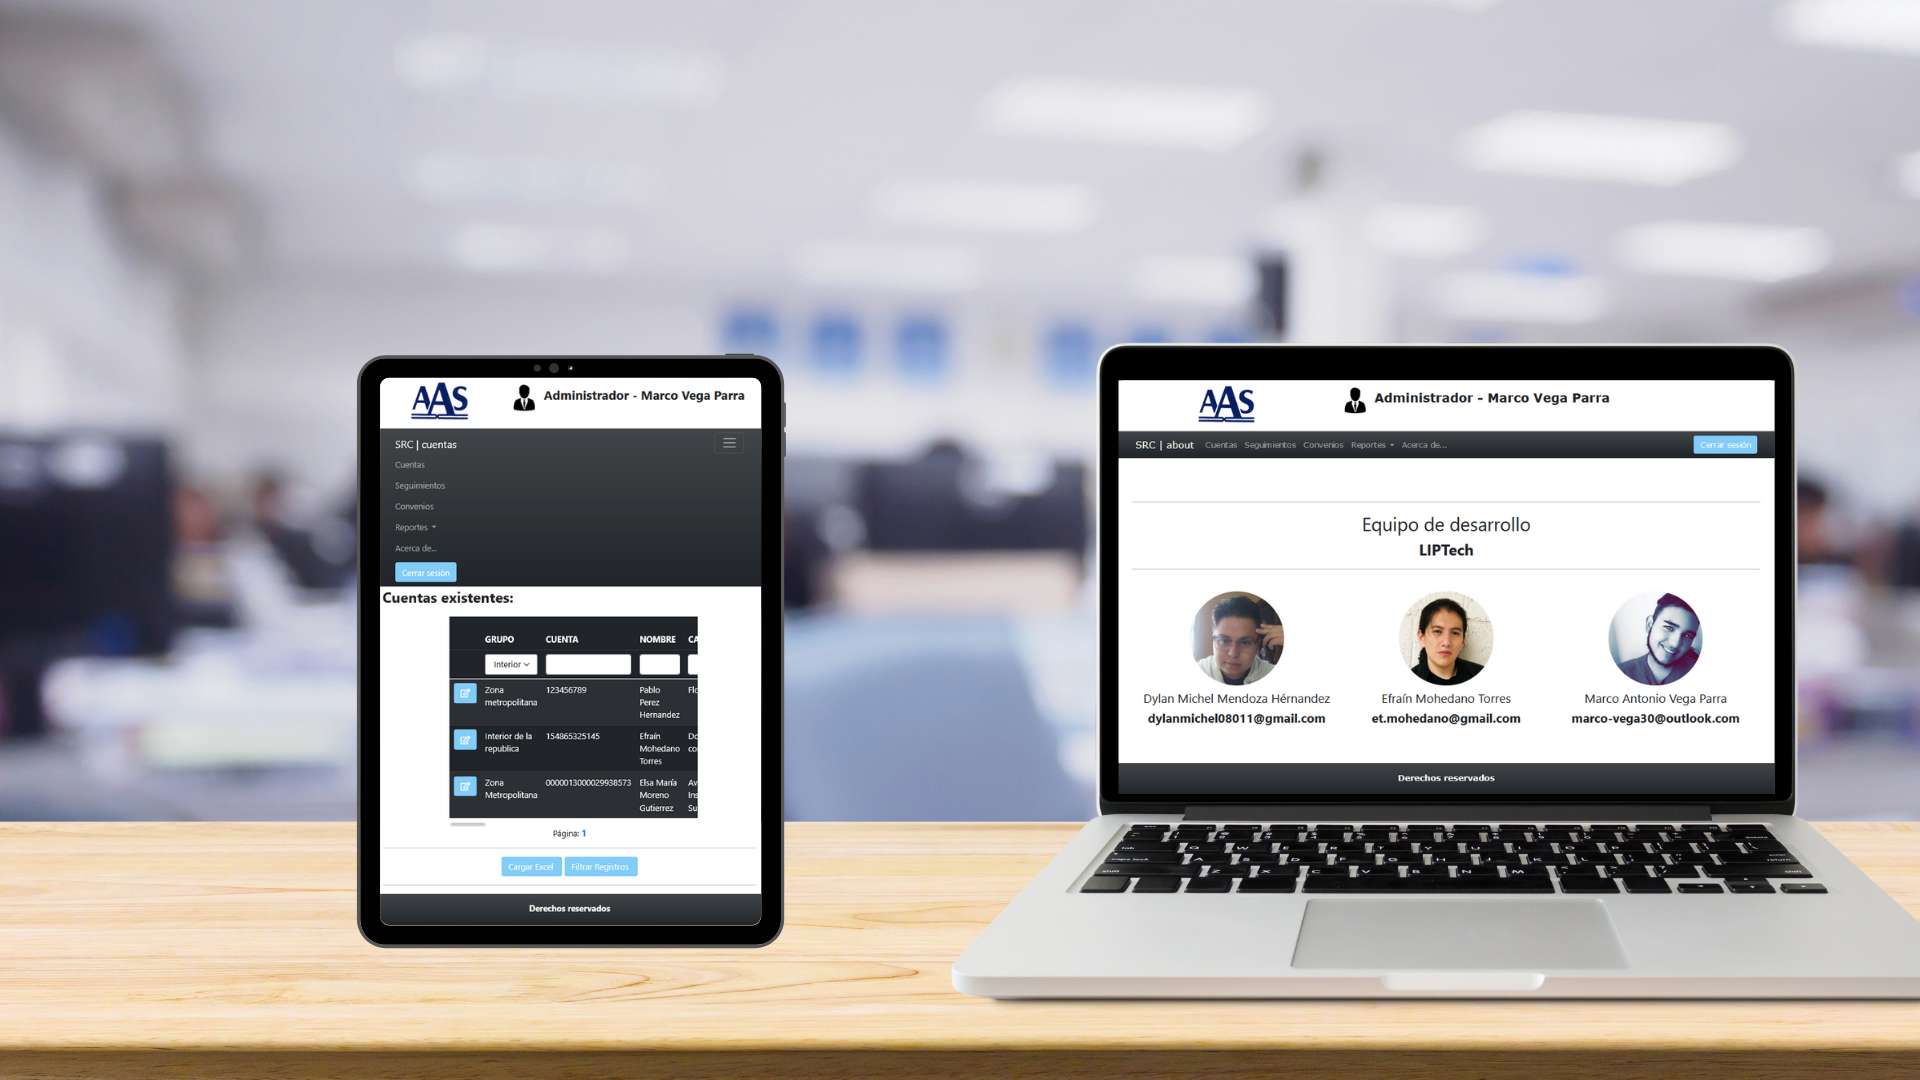 AAS
Administrador - Marco Vega Parra
SRC | cuentas
Cuentas
Seguimientos
Convenios
Reportes
Acerca de...
Cerrar sesión
Cuentas existentes:
GRUPO CUENTA NOMBRE CA
Interior
Zona metropolitana 123456789 Pablo Perez Hernandez Flo
Interior de la republica 154865325145 Efraín Mohedano Torres Do co
Zona Metropolitana 0000013000029938573 Elsa María Moreno Gutierrez Av Ins Su
Página: 1
Cargar Excel Filtrar Registros
Derechos reservados
AAS
Administrador - Marco Vega Parra
SRC | about Cuentas Seguimientos Convenios Reportes Acerca de... Cerrar sesión
Equipo de desarrollo
LIPTech
Dylan Michel Mendoza Hérnandez
dylanmichel08011@gmail.com
Efraín Mohedano Torres
et.mohedano@gmail.com
Marco Antonio Vega Parra
marco-vega30@outlook.com
Derechos reservados